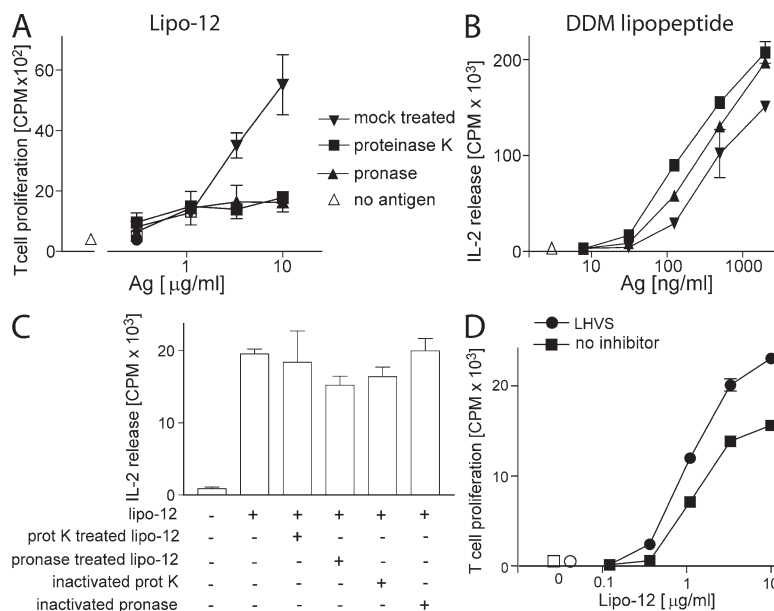 A
Lipo-12
T cell proliferation [CPM x10²]
60
40
20
0
1
10
Ag [ µg/ml]
mock treated
proteinase K
pronase
no antigen
B
DDM lipopeptide
IL-2 release [CPM x 10³]
200
100
0
10
100
1000
Ag [ng/ml]
C
IL-2 release [CPM x 10³]
20
10
0
lipo-12 - + + + + +
prot K treated lipo-12 - - + - - -
pronase treated lipo-12 - - - + - -
inactivated prot K - - - - + -
inactivated pronase - - - - - +
D
LHVS
no inhibitor
T cell proliferation [CPM x 10³]
20
10
0
0
0.1
1
10
Lipo-12 [µg/ml]